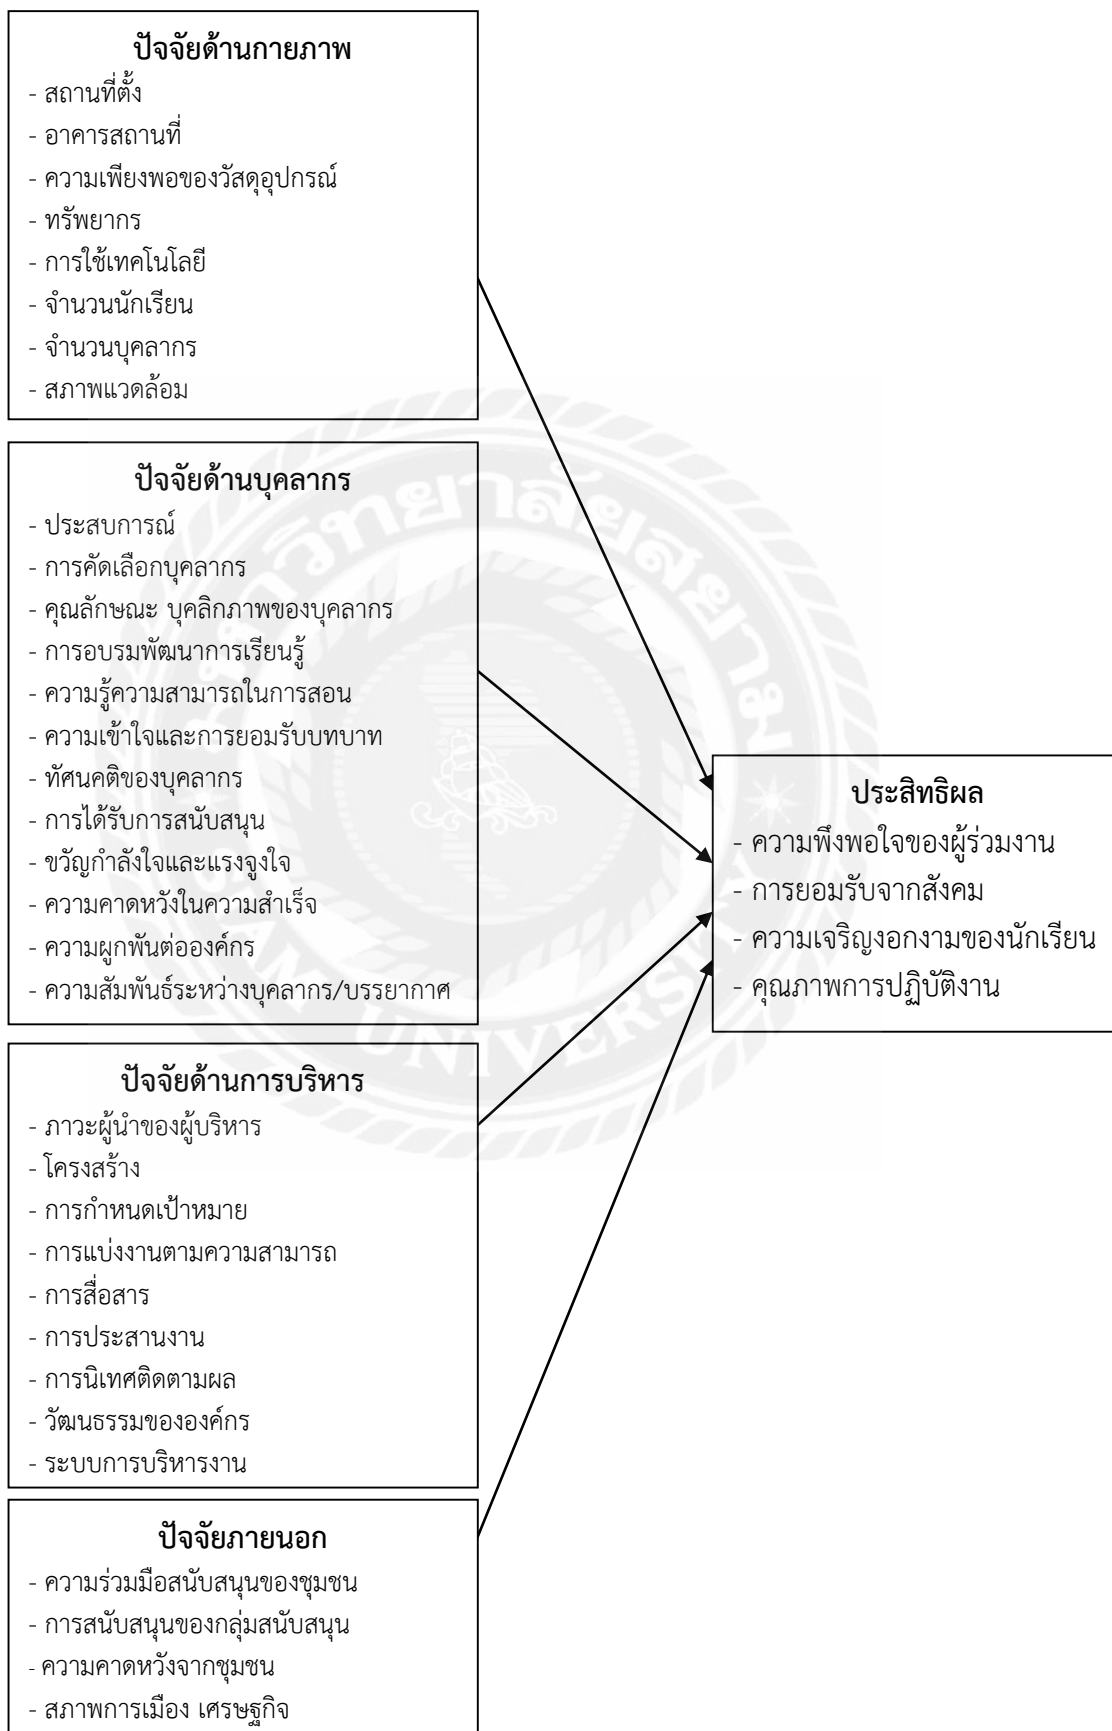 ปัจจัยด้านกายภาพ
- สถานที่ตั้ง
- อาคารสถานที่
- ความเพียงพอของวัสดุอุปกรณ์
- ทรัพยากร
- การใช้เทคโนโลยี
- จำนวนนักเรียน
- จำนวนบุคลากร
- สภาพแวดล้อม
ปัจจัยด้านบุคลากร
- ประสบการณ์
- การคัดเลือกบุคลากร
- คุณลักษณะ บุคลิกภาพของบุคลากร
- การอบรมพัฒนาการเรียนรู้
- ความรู้ความสามารถในการสอน
- ความเข้าใจและการยอมรับบทบาท
- ทัศนคติของบุคลากร
- การได้รับการสนับสนุน
- ขวัญกำลังใจและแรงจูงใจ
- ความคาดหวังในความสำเร็จ
- ความผูกพันต่อองค์กร
- ความสัมพันธ์ระหว่างบุคลากร/บรรยากาศ
ปัจจัยด้านการบริหาร
- ภาวะผู้นำของผู้บริหาร
- โครงสร้าง
- การกำหนดเป้าหมาย
- การแบ่งงานตามความสามารถ
- การสื่อสาร
- การประสานงาน
- การนิเทศติดตามผล
- วัฒนธรรมขององค์กร
- ระบบการบริหารงาน
ปัจจัยภายนอก
- ความร่วมมือสนับสนุนของชุมชน
- การสนับสนุนของกลุ่มสนับสนุน
- ความคาดหวังจากชุมชน
- สภาพการเมือง เศรษฐกิจ
ประสิทธิผล
- ความพึงพอใจของผู้ร่วมงาน
- การยอมรับจากสังคม
- ความเจริญงอกงามของนักเรียน
- คุณภาพการปฏิบัติงาน
มหาวิทยาลัยสยาม
SIAM UNIVERSITY